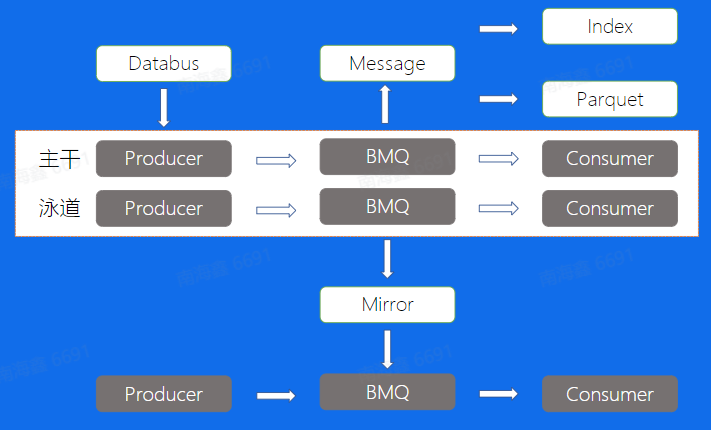 Index
Databus
Message
Parquet
主干
Producer
BMQ
Consumer
泳道
Producer
BMQ
Consumer
Mirror
Producer
BMQ
Consumer